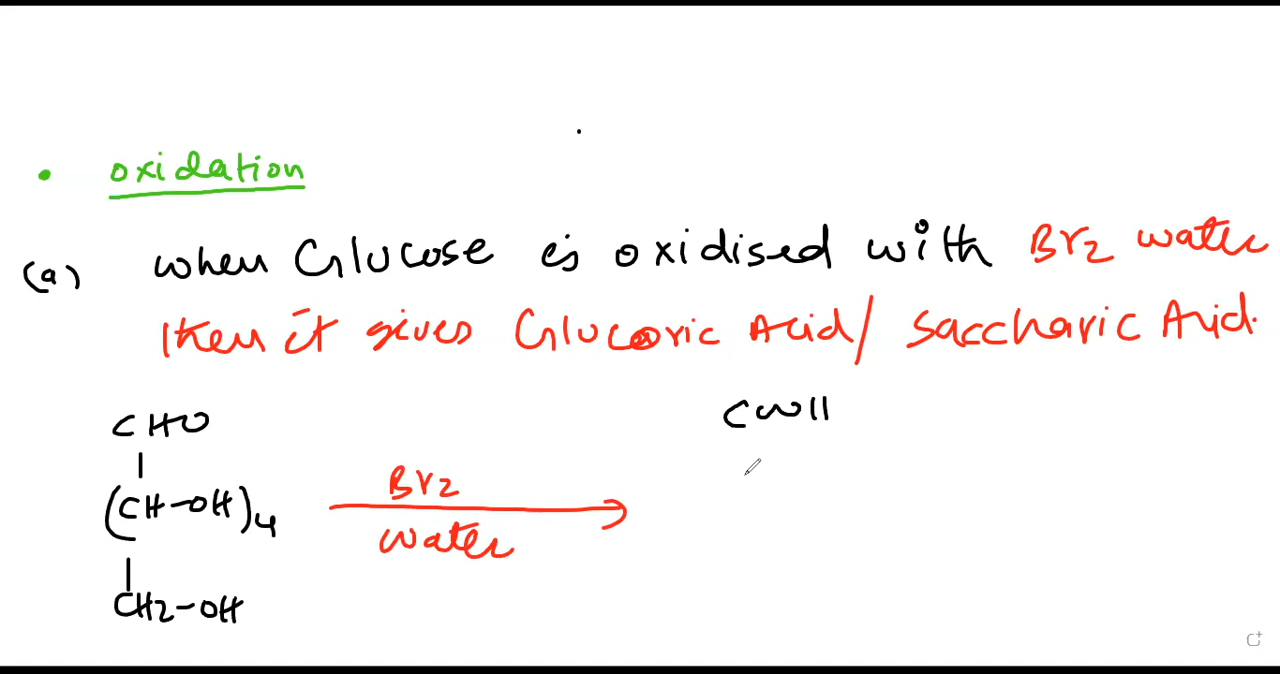 • oxidation
(a) when Glucose is oxidised with Br2 water
then it gives Glucaric Acid/ Saccharic Acid.
CHO
(CH-OH)4
CH2-OH
Br2
water
COOH